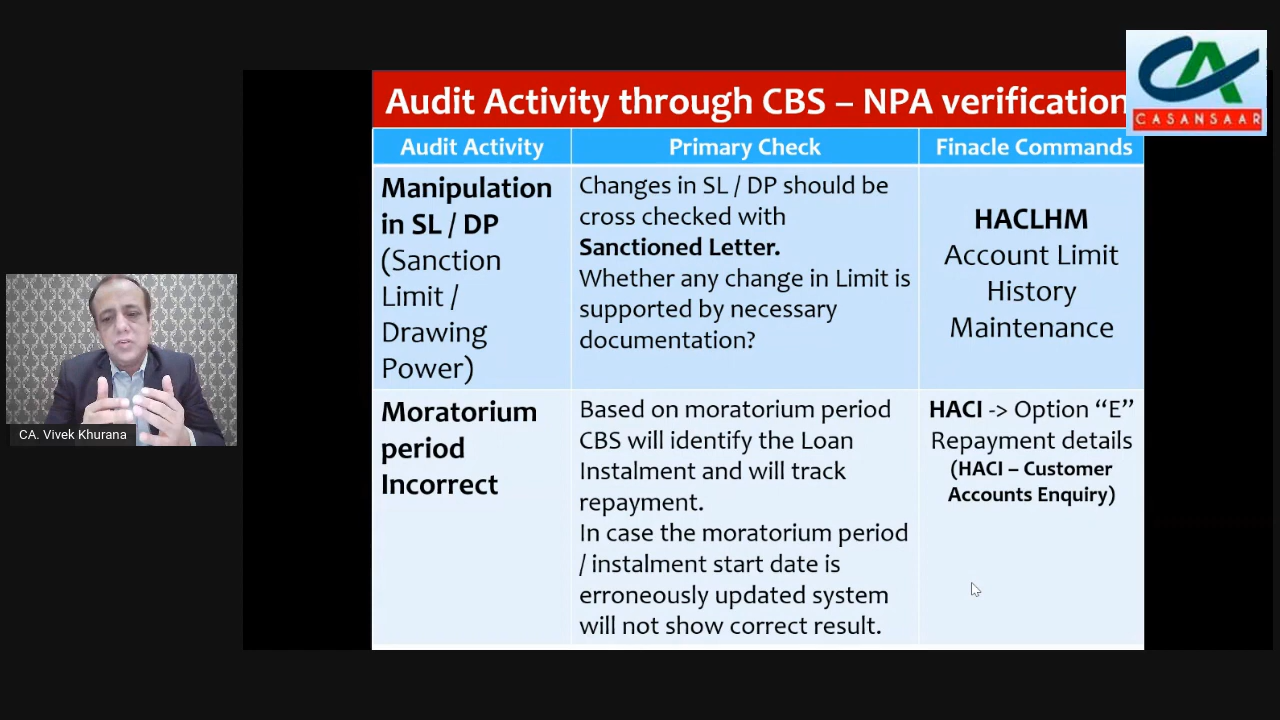 Audit Activity through CBS – NPA verification
CASANSAAR
Audit Activity
Primary Check
Finacle Commands
Manipulation
in SL / DP
(Sanction
Limit /
Drawing
Power)
Changes in SL / DP should be
cross checked with
Sanctioned Letter.
Whether any change in Limit is
supported by necessary
documentation?
HACLHM
Account Limit
History
Maintenance
Moratorium
period
Incorrect
Based on moratorium period
CBS will identify the Loan
Instalment and will track
repayment.
In case the moratorium period
/ instalment start date is
erroneously updated system
will not show correct result.
HACI -> Option “E”
Repayment details
(HACI – Customer
Accounts Enquiry)
CA. Vivek Khurana